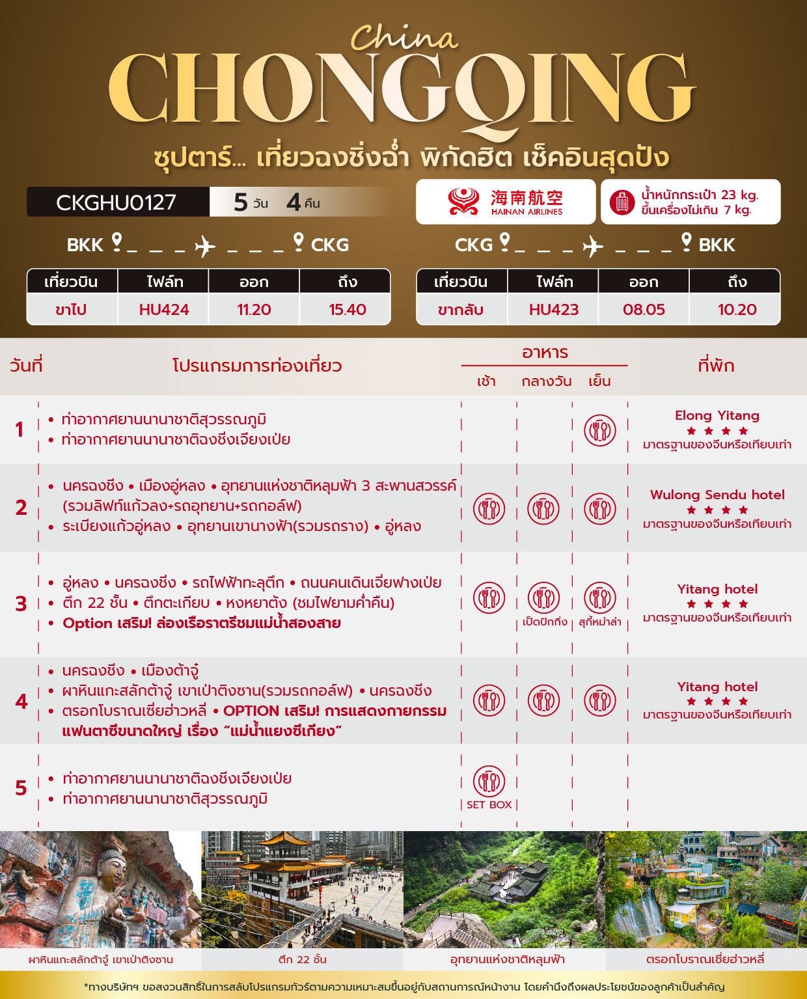 China
CHONGQING
ซุปตาร์... เที่ยวฉงชิ่งฉ่ำ พิกัดฮิต เช็คอินสุดปัง
CKGHU0127
5 วัน 4 คืน
海南航空
HAINAN AIRLINES
น้ำหนักกระเป๋า 23 kg.
ขึ้นเครื่องไม่เกิน 7 kg.
BKK CKG
เที่ยวบิน ไฟล์ท ออก ถึง
ขาไป HU424 11.20 15.40
CKG BKK
เที่ยวบิน ไฟล์ท ออก ถึง
ขากลับ HU423 08.05 10.20
วันที่ โปรแกรมการท่องเที่ยว อาหาร ที่พัก
เช้า กลางวัน เย็น
1
• ท่าอากาศยานนานาชาติสุวรรณภูมิ
• ท่าอากาศยานนานาชาติฉงชิ่งเจียงเป่ย
Elong Yitang
★ ★ ★ ★
มาตรฐานของจีนหรือเทียบเท่า
2
• นครฉงชิ่ง • เมืองอู่หลง • อุทยานแห่งชาติหลุมฟ้า 3 สะพานสวรรค์
(รวมลิฟท์แก้วลง+รถอุทยาน+รถกอล์ฟ)
• ระเบียงแก้วอู่หลง • อุทยานเขานางฟ้า(รวมรถราง) • อู่หลง
Wulong Sendu hotel
★ ★ ★ ★
มาตรฐานของจีนหรือเทียบเท่า
3
• อู่หลง • นครฉงชิ่ง • รถไฟฟ้าทะลุตึก • ถนนคนเดินเจี่ยฟางเป่ย
• ตึก 22 ชั้น • ตึกตะเกียบ • หงหยาต้ง (ชมไฟยามค่ำคืน)
• Option เสริม! ล่องเรือราตรีชมแม่น้ำสองสาย
เป็ดปักกิ่ง สุกี้หม่าล่า
Yitang hotel
★ ★ ★ ★
มาตรฐานของจีนหรือเทียบเท่า
4
• นครฉงชิ่ง • เมืองต้าจู๋
• ผาหินแกะสลักต้าจู๋ เขาเป่าติงซาน(รวมรถกอล์ฟ) • นครฉงชิ่ง
• ตรอกโบราณเซี่ยฮ่าวหลี่ • OPTION เสริม! การแสดงกายกรรม
แฟนตาซีขนาดใหญ่ เรื่อง “แม่น้ำแยงซีเกียง”
Yitang hotel
★ ★ ★ ★
มาตรฐานของจีนหรือเทียบเท่า
5
• ท่าอากาศยานนานาชาติฉงชิ่งเจียงเป่ย
• ท่าอากาศยานนานาชาติสุวรรณภูมิ
SET BOX
ผาหินแกะสลักต้าจู๋ เขาเป่าติงซาน
ตึก 22 ชั้น
อุทยานแห่งชาติหลุมฟ้า
ตรอกโบราณเซี่ยฮ่าวหลี่
*ทางบริษัทฯ ขอสงวนสิทธิ์ในการสลับโปรแกรมทัวร์ตามความเหมาะสมขึ้นอยู่กับสถานการณ์หน้างาน โดยคำนึงถึงผลประโยชน์ของลูกค้าเป็นสำคัญ